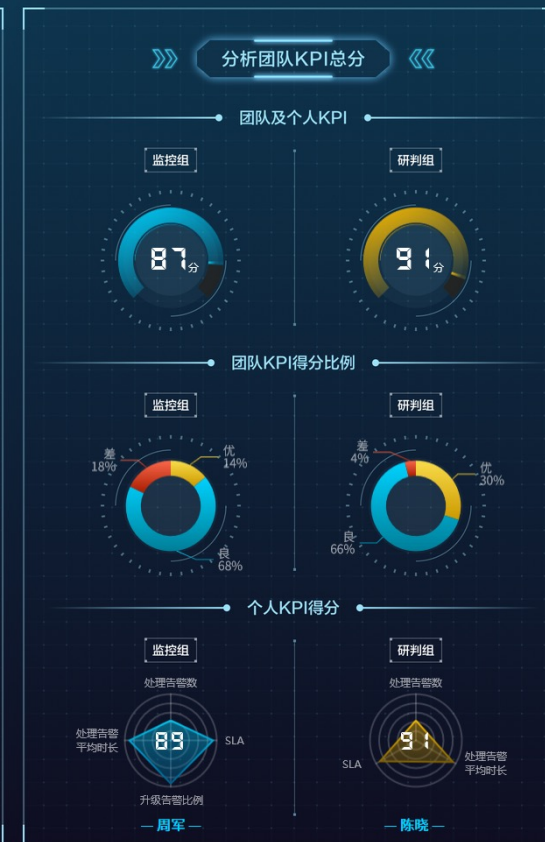 分析团队KPI总分
团队及个人KPI
监控组
研判组
87分
91分
团队KPI得分比例
监控组
研判组
差
18%
优
14%
良
68%
差
4%
优
30%
良
66%
个人KPI得分
监控组
研判组
处理告警数
处理告警
平均时长
89
SLA
升级告警比例
周军
处理告警数
91
SLA
处理告警
平均时长
陈晓